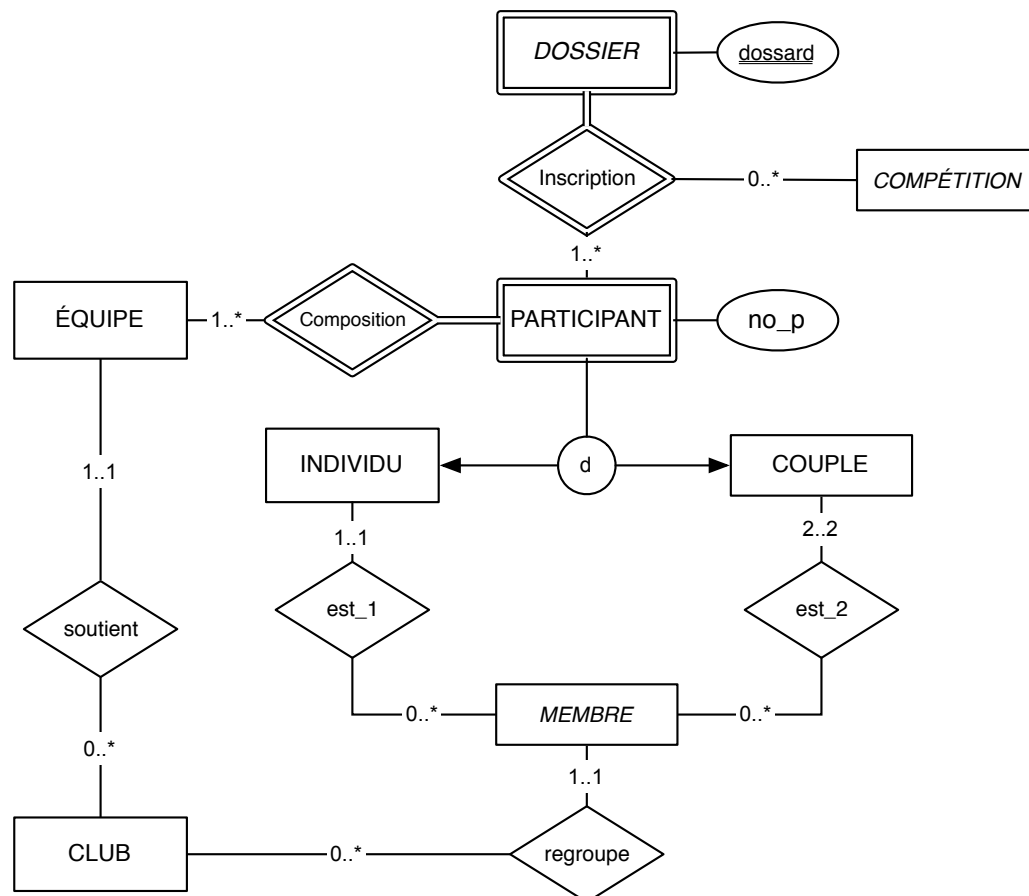 DOSSIER
dossard
Inscription
0..*
COMPÉTITION
1..*
ÉQUIPE
1..*
Composition
PARTICIPANT
no_p
INDIVIDU
d
COUPLE
1..1
1..1
2..2
est_1
est_2
soutient
0..*
MEMBRE
0..*
0..*
1..1
CLUB
0..*
regroupe